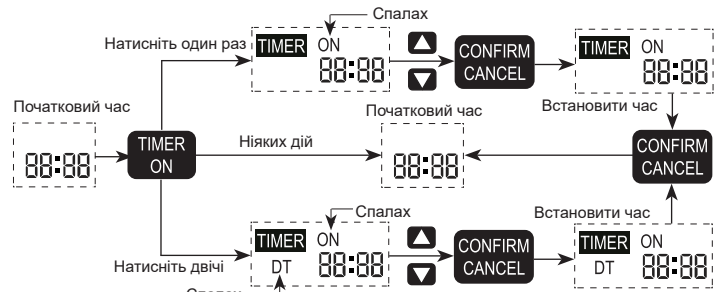 Спалах
Натисніть один раз
TIMER ON
88:88
CONFIRM
CANCEL
TIMER ON
88:88
Початковий час
88:88
TIMER
ON
Ніяких дій
Початковий час
88:88
Встановити час
CONFIRM
CANCEL
Спалах
Натисніть двічі
TIMER ON
DT 88:88
CONFIRM
CANCEL
Встановити час
TIMER ON
DT 88:88